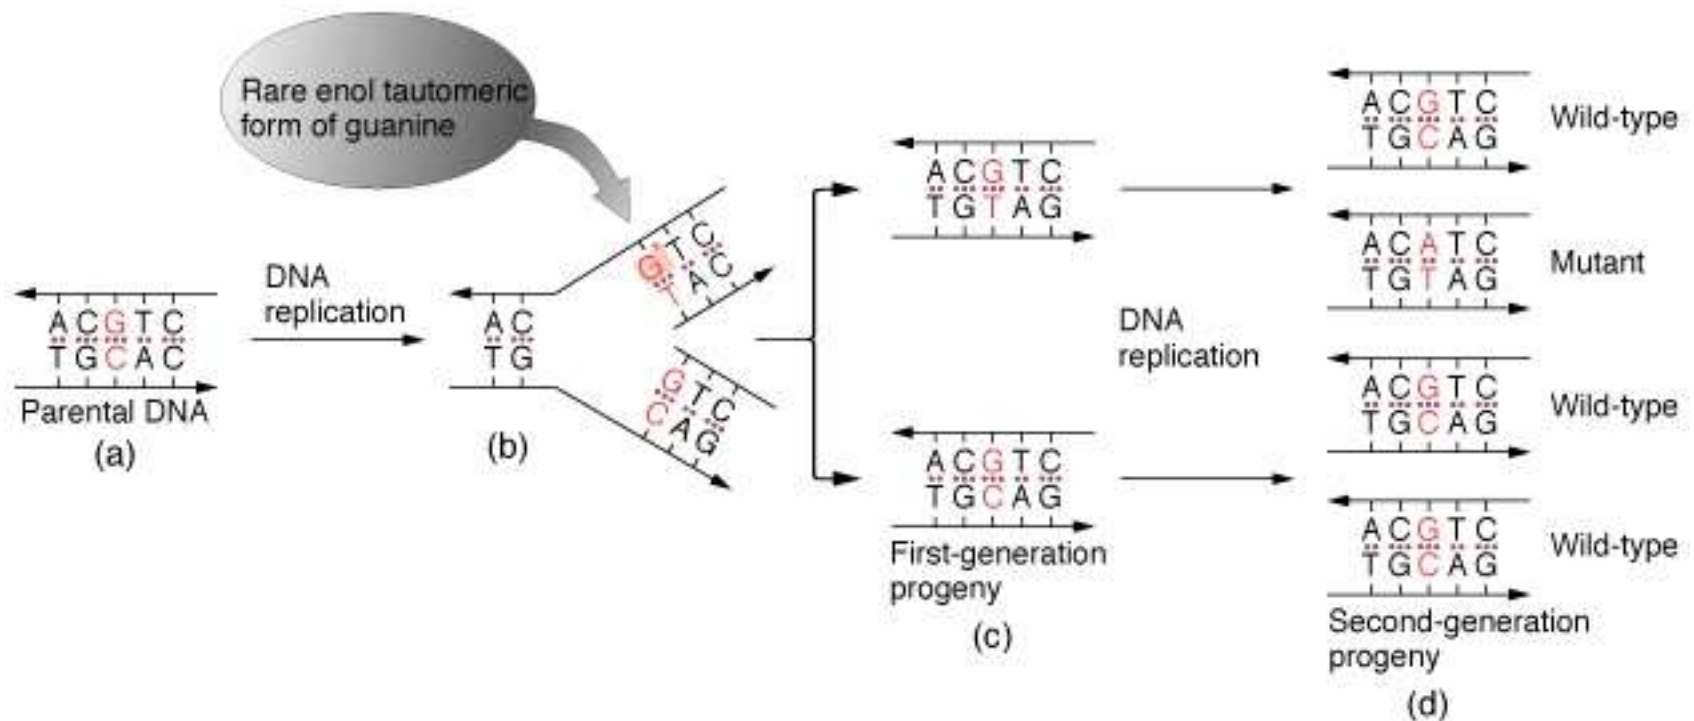 Rare enol tautomeric
form of guanine
A C G T C
T G C A C
Parental DNA
(a)
DNA
replication
A C
T G
G T C
T A C
G T C
C A G
(b)
A C G T C
T G T A G
A C G T C
T G C A G
First-generation
progeny
(c)
DNA
replication
A C G T C
T G C A G
Wild-type
A C A T C
T G T A G
Mutant
A C G T C
T G C A G
Wild-type
A C G T C
T G C A G
Wild-type
Second-generation
progeny
(d)